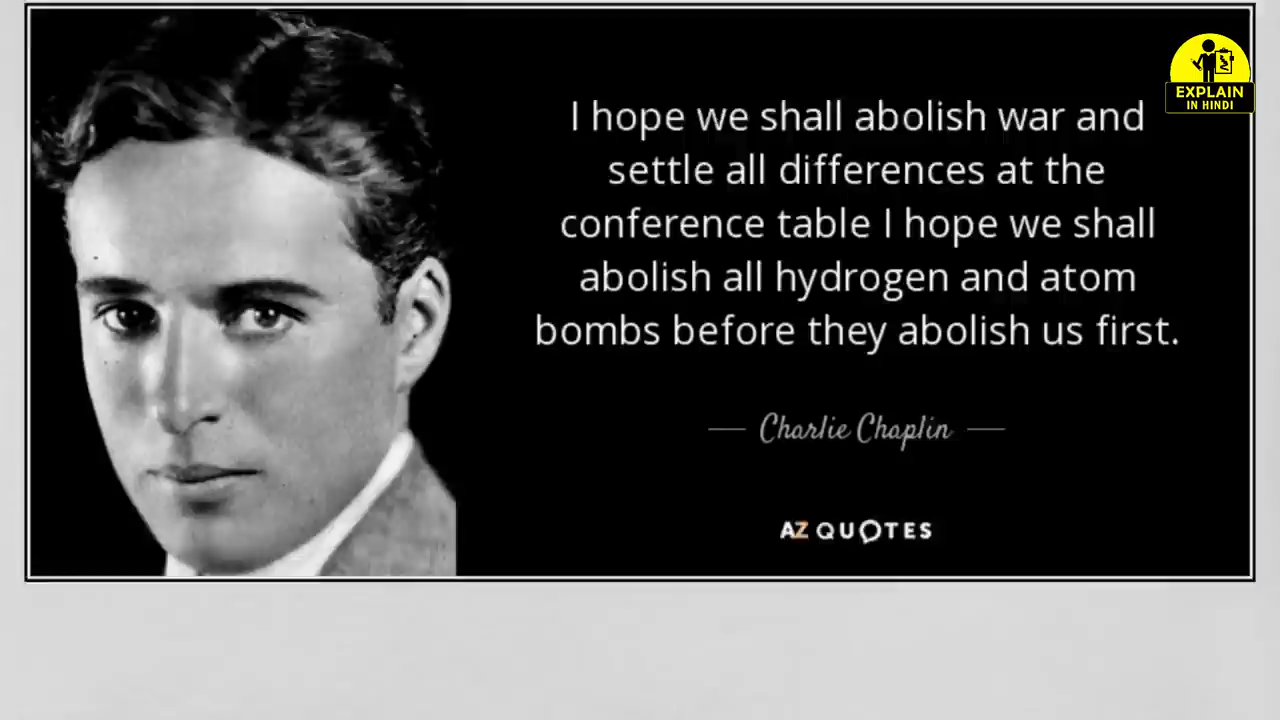 EXPLAIN
IN HINDI
I hope we shall abolish war and
settle all differences at the
conference table I hope we shall
abolish all hydrogen and atom
bombs before they abolish us first.
Charlie Chaplin
AZ QUOTES